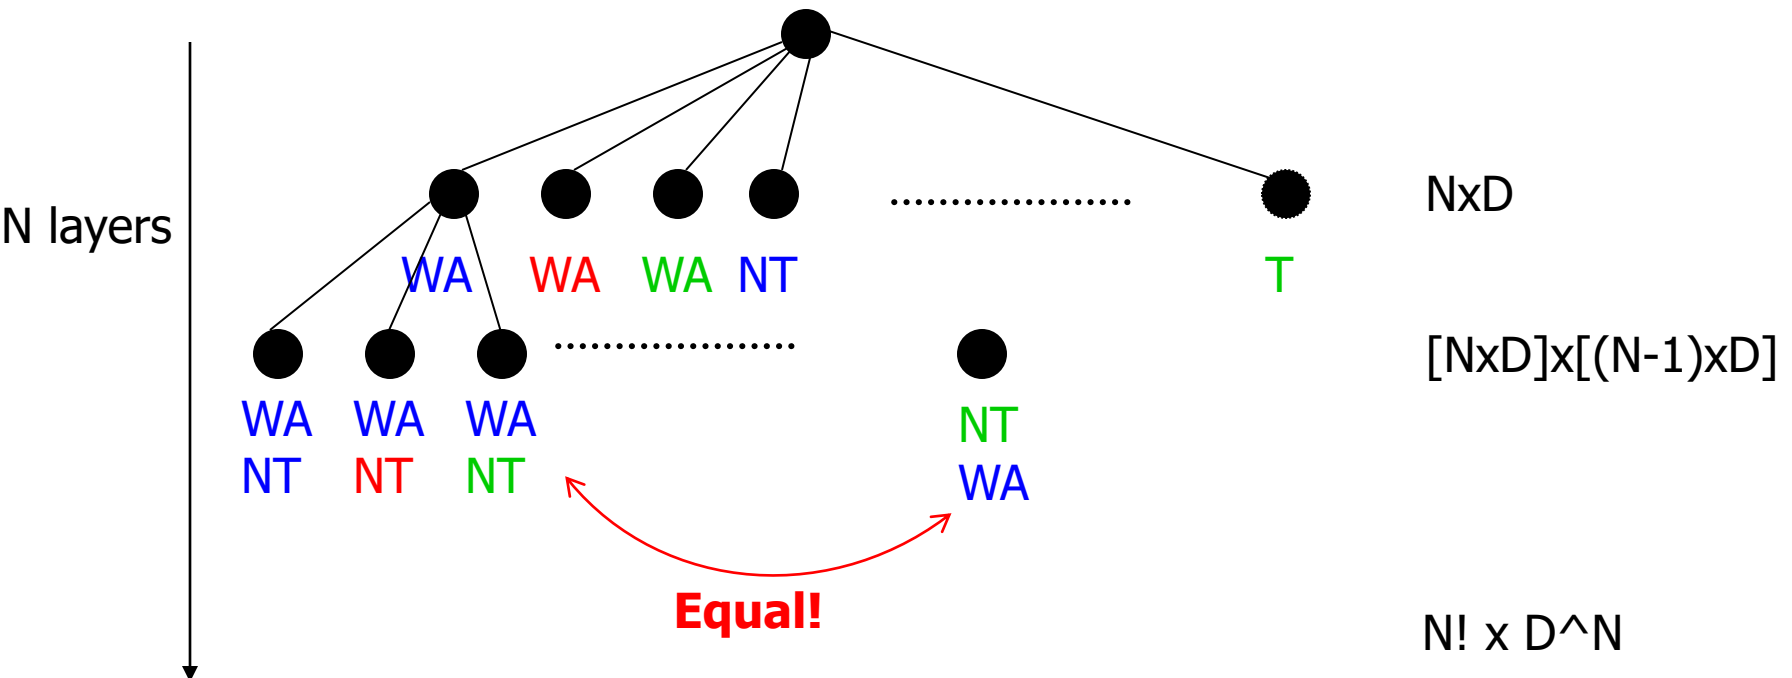 NxD
N layers
WA WA WA NT T
[NxD]x[(N-1)xD]
WA WA WA NT
NT NT NT WA
Equal!
N! x D^N